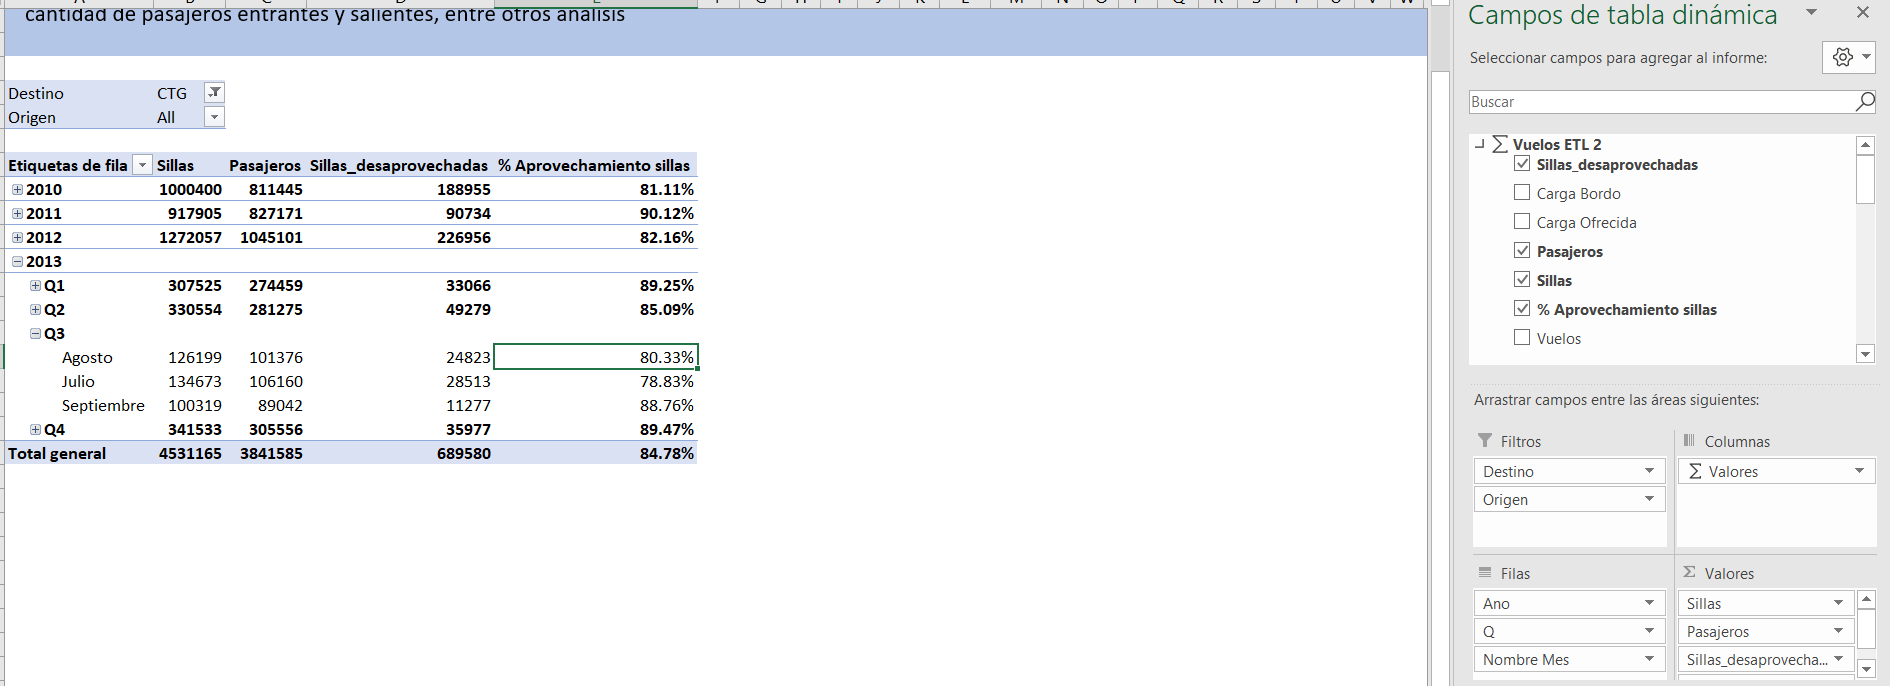 cantidad de pasajeros entrantes y salientes, entre otros analisis
Destino CTG
Origen All
Etiquetas de fila Sillas Pasajeros Sillas_desaprovechadas % Aprovechamiento sillas
2010 1000400 811445 188955 81.11%
2011 917905 827171 90734 90.12%
2012 1272057 1045101 226956 82.16%
2013
Q1 307525 274459 33066 89.25%
Q2 330554 281275 49279 85.09%
Q3
Agosto 126199 101376 24823 80.33%
Julio 134673 106160 28513 78.83%
Septiembre 100319 89042 11277 88.76%
Q4 341533 305556 35977 89.47%
Total general 4531165 3841585 689580 84.78%
Campos de tabla dinámica
Seleccionar campos para agregar al informe:
Buscar
Vuelos ETL 2
Sillas_desaprovechadas
Carga Bordo
Carga Ofrecida
Pasajeros
Sillas
% Aprovechamiento sillas
Vuelos
Arrastrar campos entre las áreas siguientes:
Filtros
Destino
Origen
Columnas
Σ Valores
Filas
Ano
Q
Nombre Mes
Σ Valores
Sillas
Pasajeros
Sillas_desaprovecha...